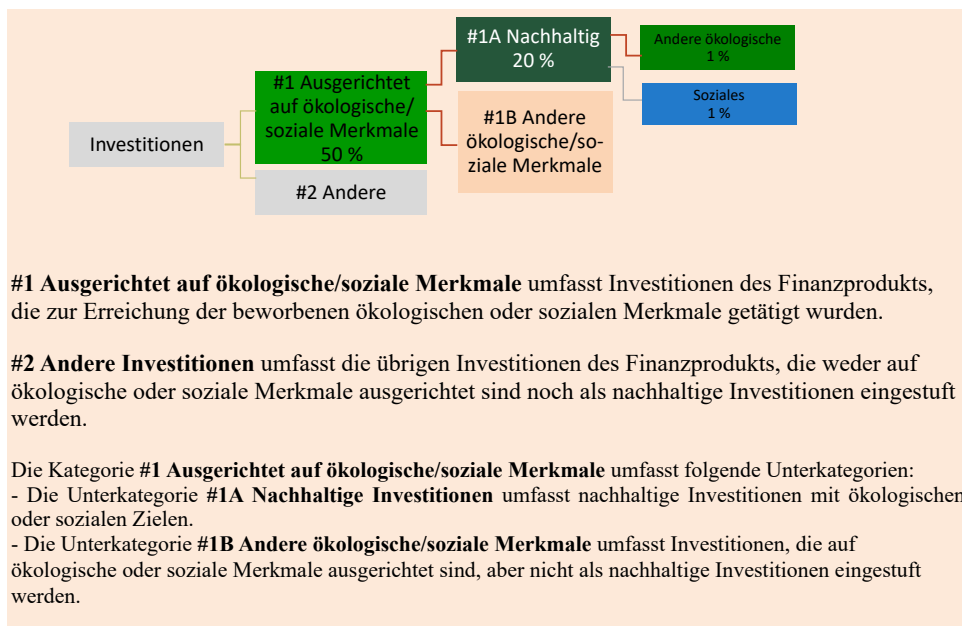 #1A Nachhaltig
20 %
Andere ökologische
1 %
#1 Ausgerichtet
auf ökologische/
soziale Merkmale
50 %
Soziales
1 %
Investitionen
#1B Andere
ökologische/so-
ziale Merkmale
#2 Andere
#1 Ausgerichtet auf ökologische/soziale Merkmale umfasst Investitionen des Finanzprodukts,
die zur Erreichung der beworbenen ökologischen oder sozialen Merkmale getätigt wurden.
#2 Andere Investitionen umfasst die übrigen Investitionen des Finanzprodukts, die weder auf
ökologische oder soziale Merkmale ausgerichtet sind noch als nachhaltige Investitionen eingestuft
werden.
Die Kategorie #1 Ausgerichtet auf ökologische/soziale Merkmale umfasst folgende Unterkategorien:
- Die Unterkategorie #1A Nachhaltige Investitionen umfasst nachhaltige Investitionen mit ökologischen
oder sozialen Zielen.
- Die Unterkategorie #1B Andere ökologische/soziale Merkmale umfasst Investitionen, die auf
ökologische oder soziale Merkmale ausgerichtet sind, aber nicht als nachhaltige Investitionen eingestuft
werden.